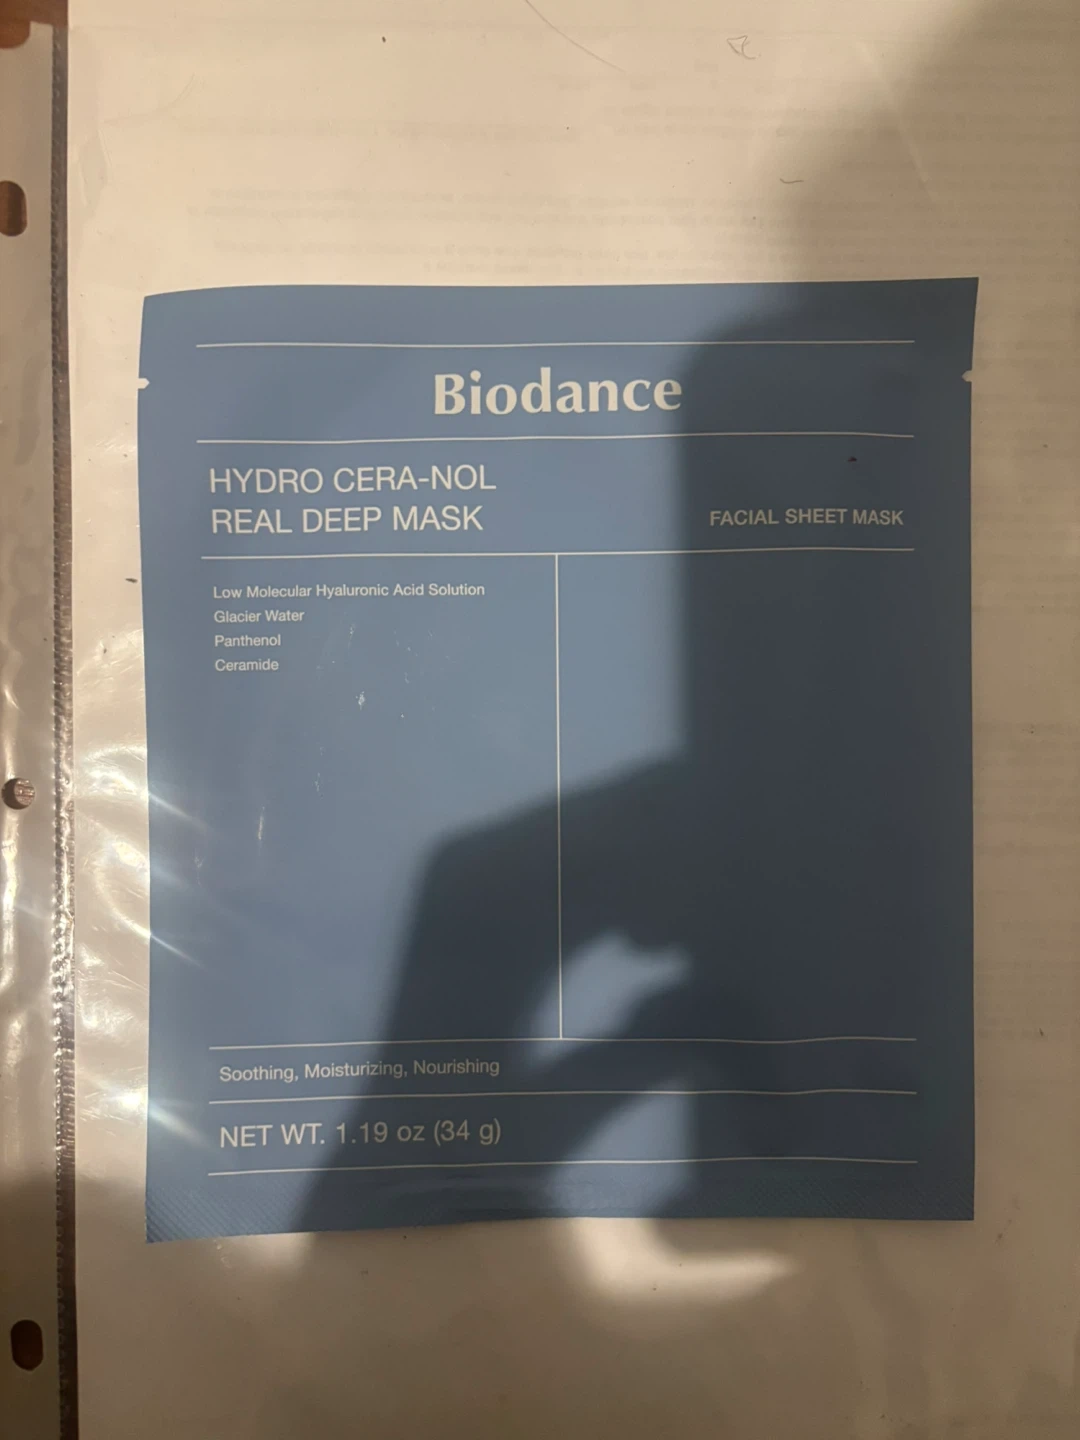 Biodance
HYDRO CERA-NOL
REAL DEEP MASK
FACIAL SHEET MASK
Low Molecular Hyaluronic Acid Solution
Glacier Water
Panthenol
Ceramide
Soothing, Moisturizing, Nourishing
NET WT. 1.19 oz (34 g)